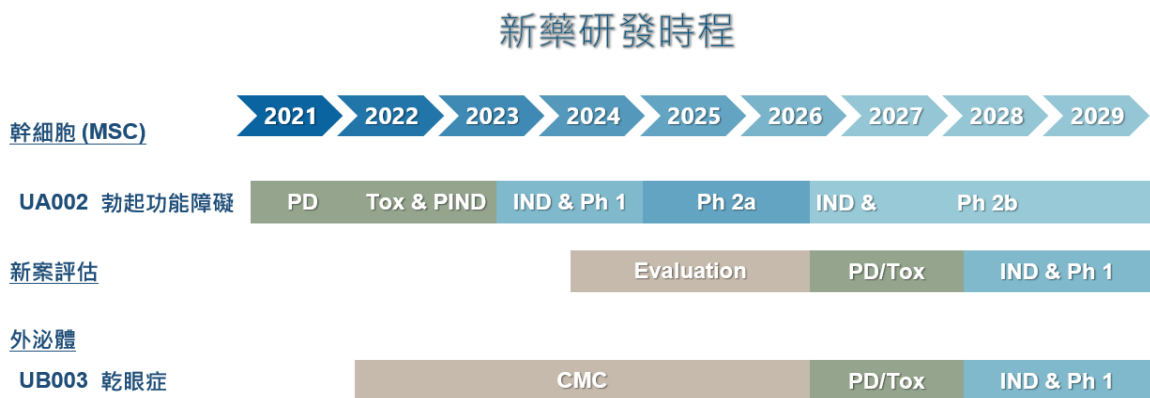 新藥研發時程
2021 2022 2023 2024 2025 2026 2027 2028 2029
幹細胞 (MSC)
UA002 勃起功能障礙 PD Tox & PIND IND & Ph 1 Ph 2a IND & Ph 2b
新案評估 Evaluation PD/Tox IND & Ph 1
外泌體
UB003 乾眼症 CMC PD/Tox IND & Ph 1